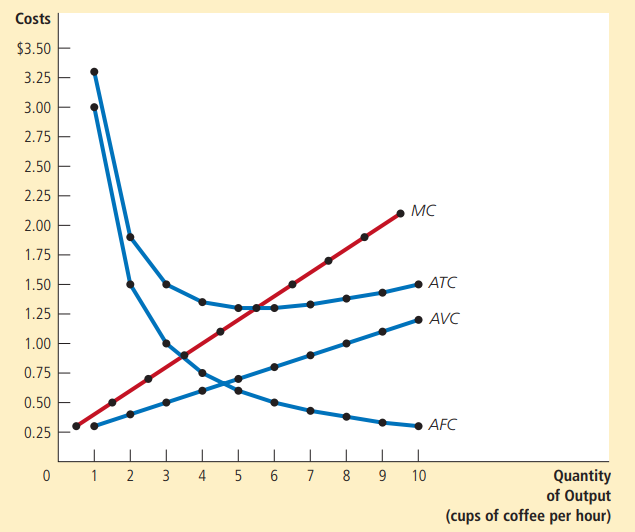 Costs
$3.50
3.25
3.00
2.75
2.50
2.25
2.00
1.75
1.50
1.25
1.00
0.75
0.50
0.25
MC
ATC
AVC
AFC
0 1 2 3 4 5 6 7 8 9 10
Quantity
of Output
(cups of coffee per hour)